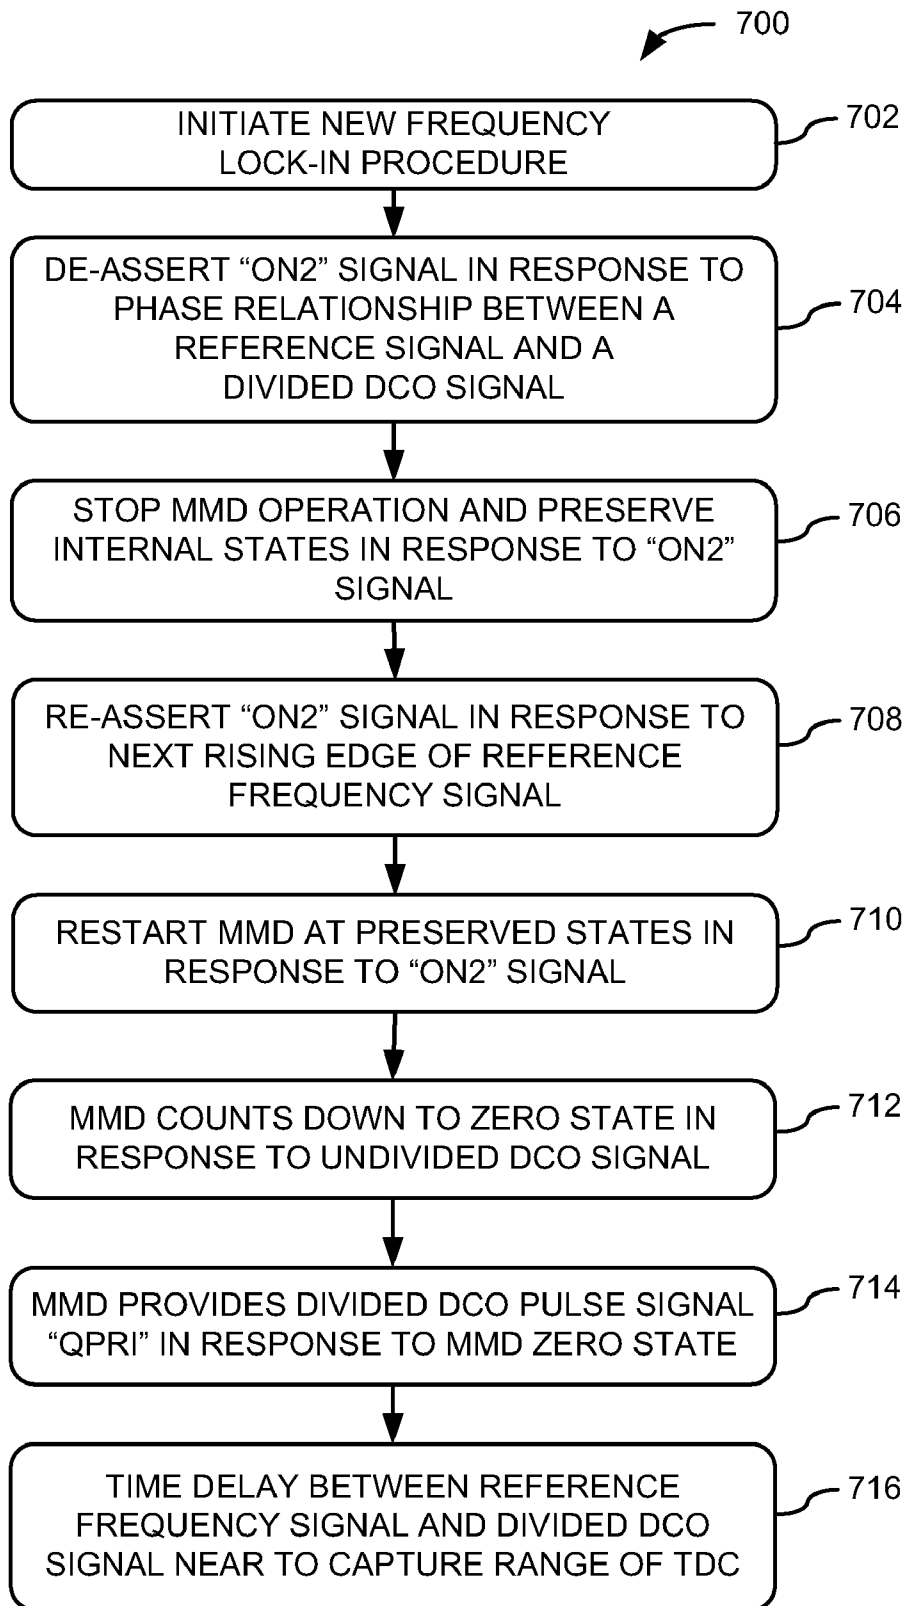 700
INITIATE NEW FREQUENCY
LOCK-IN PROCEDURE
702
DE-ASSERT “ON2” SIGNAL IN RESPONSE TO
PHASE RELATIONSHIP BETWEEN A
REFERENCE SIGNAL AND A
DIVIDED DCO SIGNAL
704
STOP MMD OPERATION AND PRESERVE
INTERNAL STATES IN RESPONSE TO “ON2”
SIGNAL
706
RE-ASSERT “ON2” SIGNAL IN RESPONSE TO
NEXT RISING EDGE OF REFERENCE
FREQUENCY SIGNAL
708
RESTART MMD AT PRESERVED STATES IN
RESPONSE TO “ON2” SIGNAL
710
MMD COUNTS DOWN TO ZERO STATE IN
RESPONSE TO UNDIVIDED DCO SIGNAL
712
MMD PROVIDES DIVIDED DCO PULSE SIGNAL
“QPRI” IN RESPONSE TO MMD ZERO STATE
714
TIME DELAY BETWEEN REFERENCE
FREQUENCY SIGNAL AND DIVIDED DCO
SIGNAL NEAR TO CAPTURE RANGE OF TDC
716